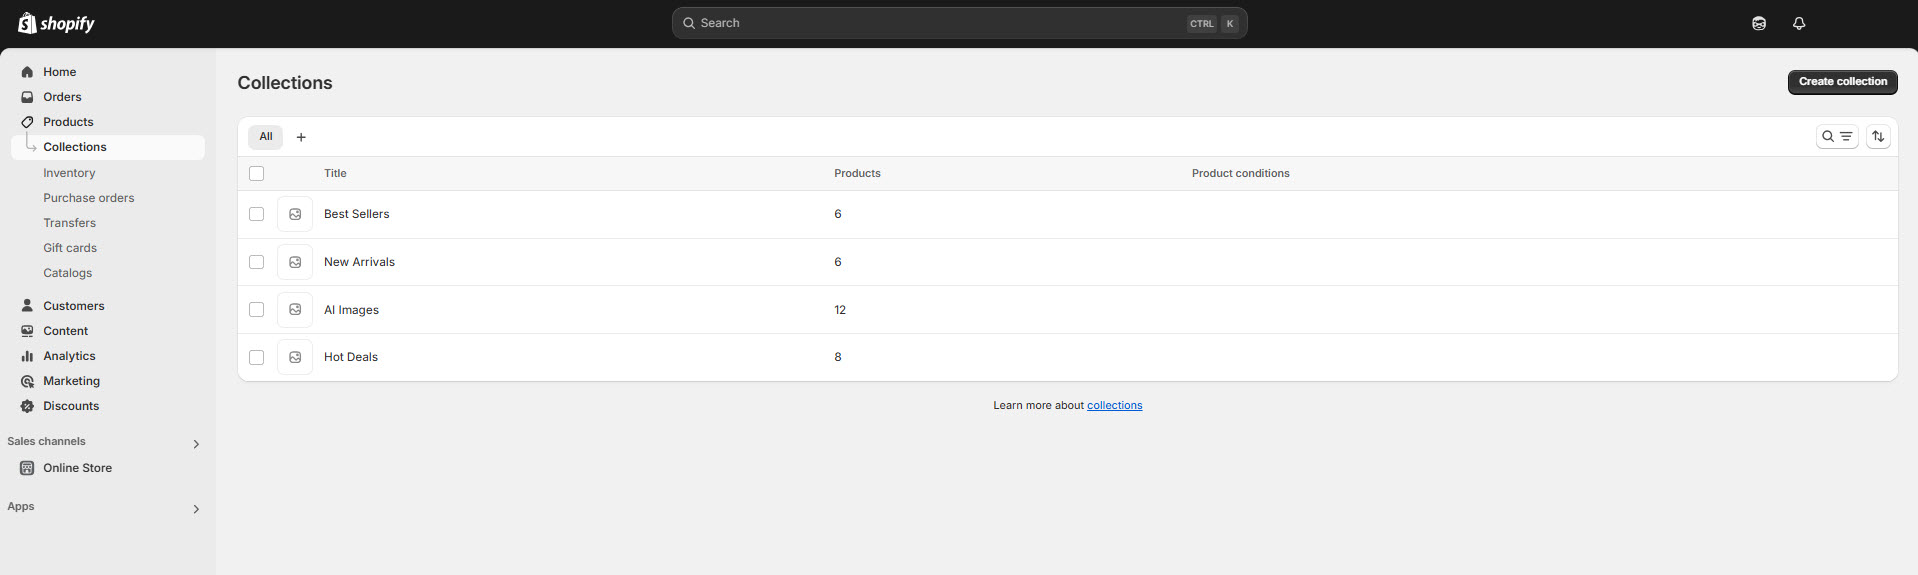 shopify
Search CTRL K
Home
Orders
Products
Collections
Inventory
Purchase orders
Transfers
Gift cards
Catalogs
Customers
Content
Analytics
Marketing
Discounts
Sales channels
Online Store
Apps
Collections
Create collection
All +
Title Products Product conditions
Best Sellers 6
New Arrivals 6
AI Images 12
Hot Deals 8
Learn more about collections